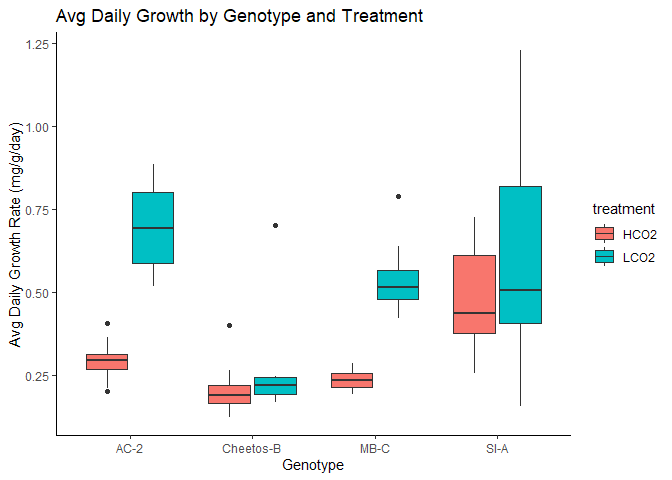 Avg Daily Growth by Genotype and Treatment
Avg Daily Growth Rate (mg/g/day)
1.25
1.00
0.75
0.50
0.25
AC-2
Cheetos-B
MB-C
SI-A
Genotype
treatment
HCO2
LCO2